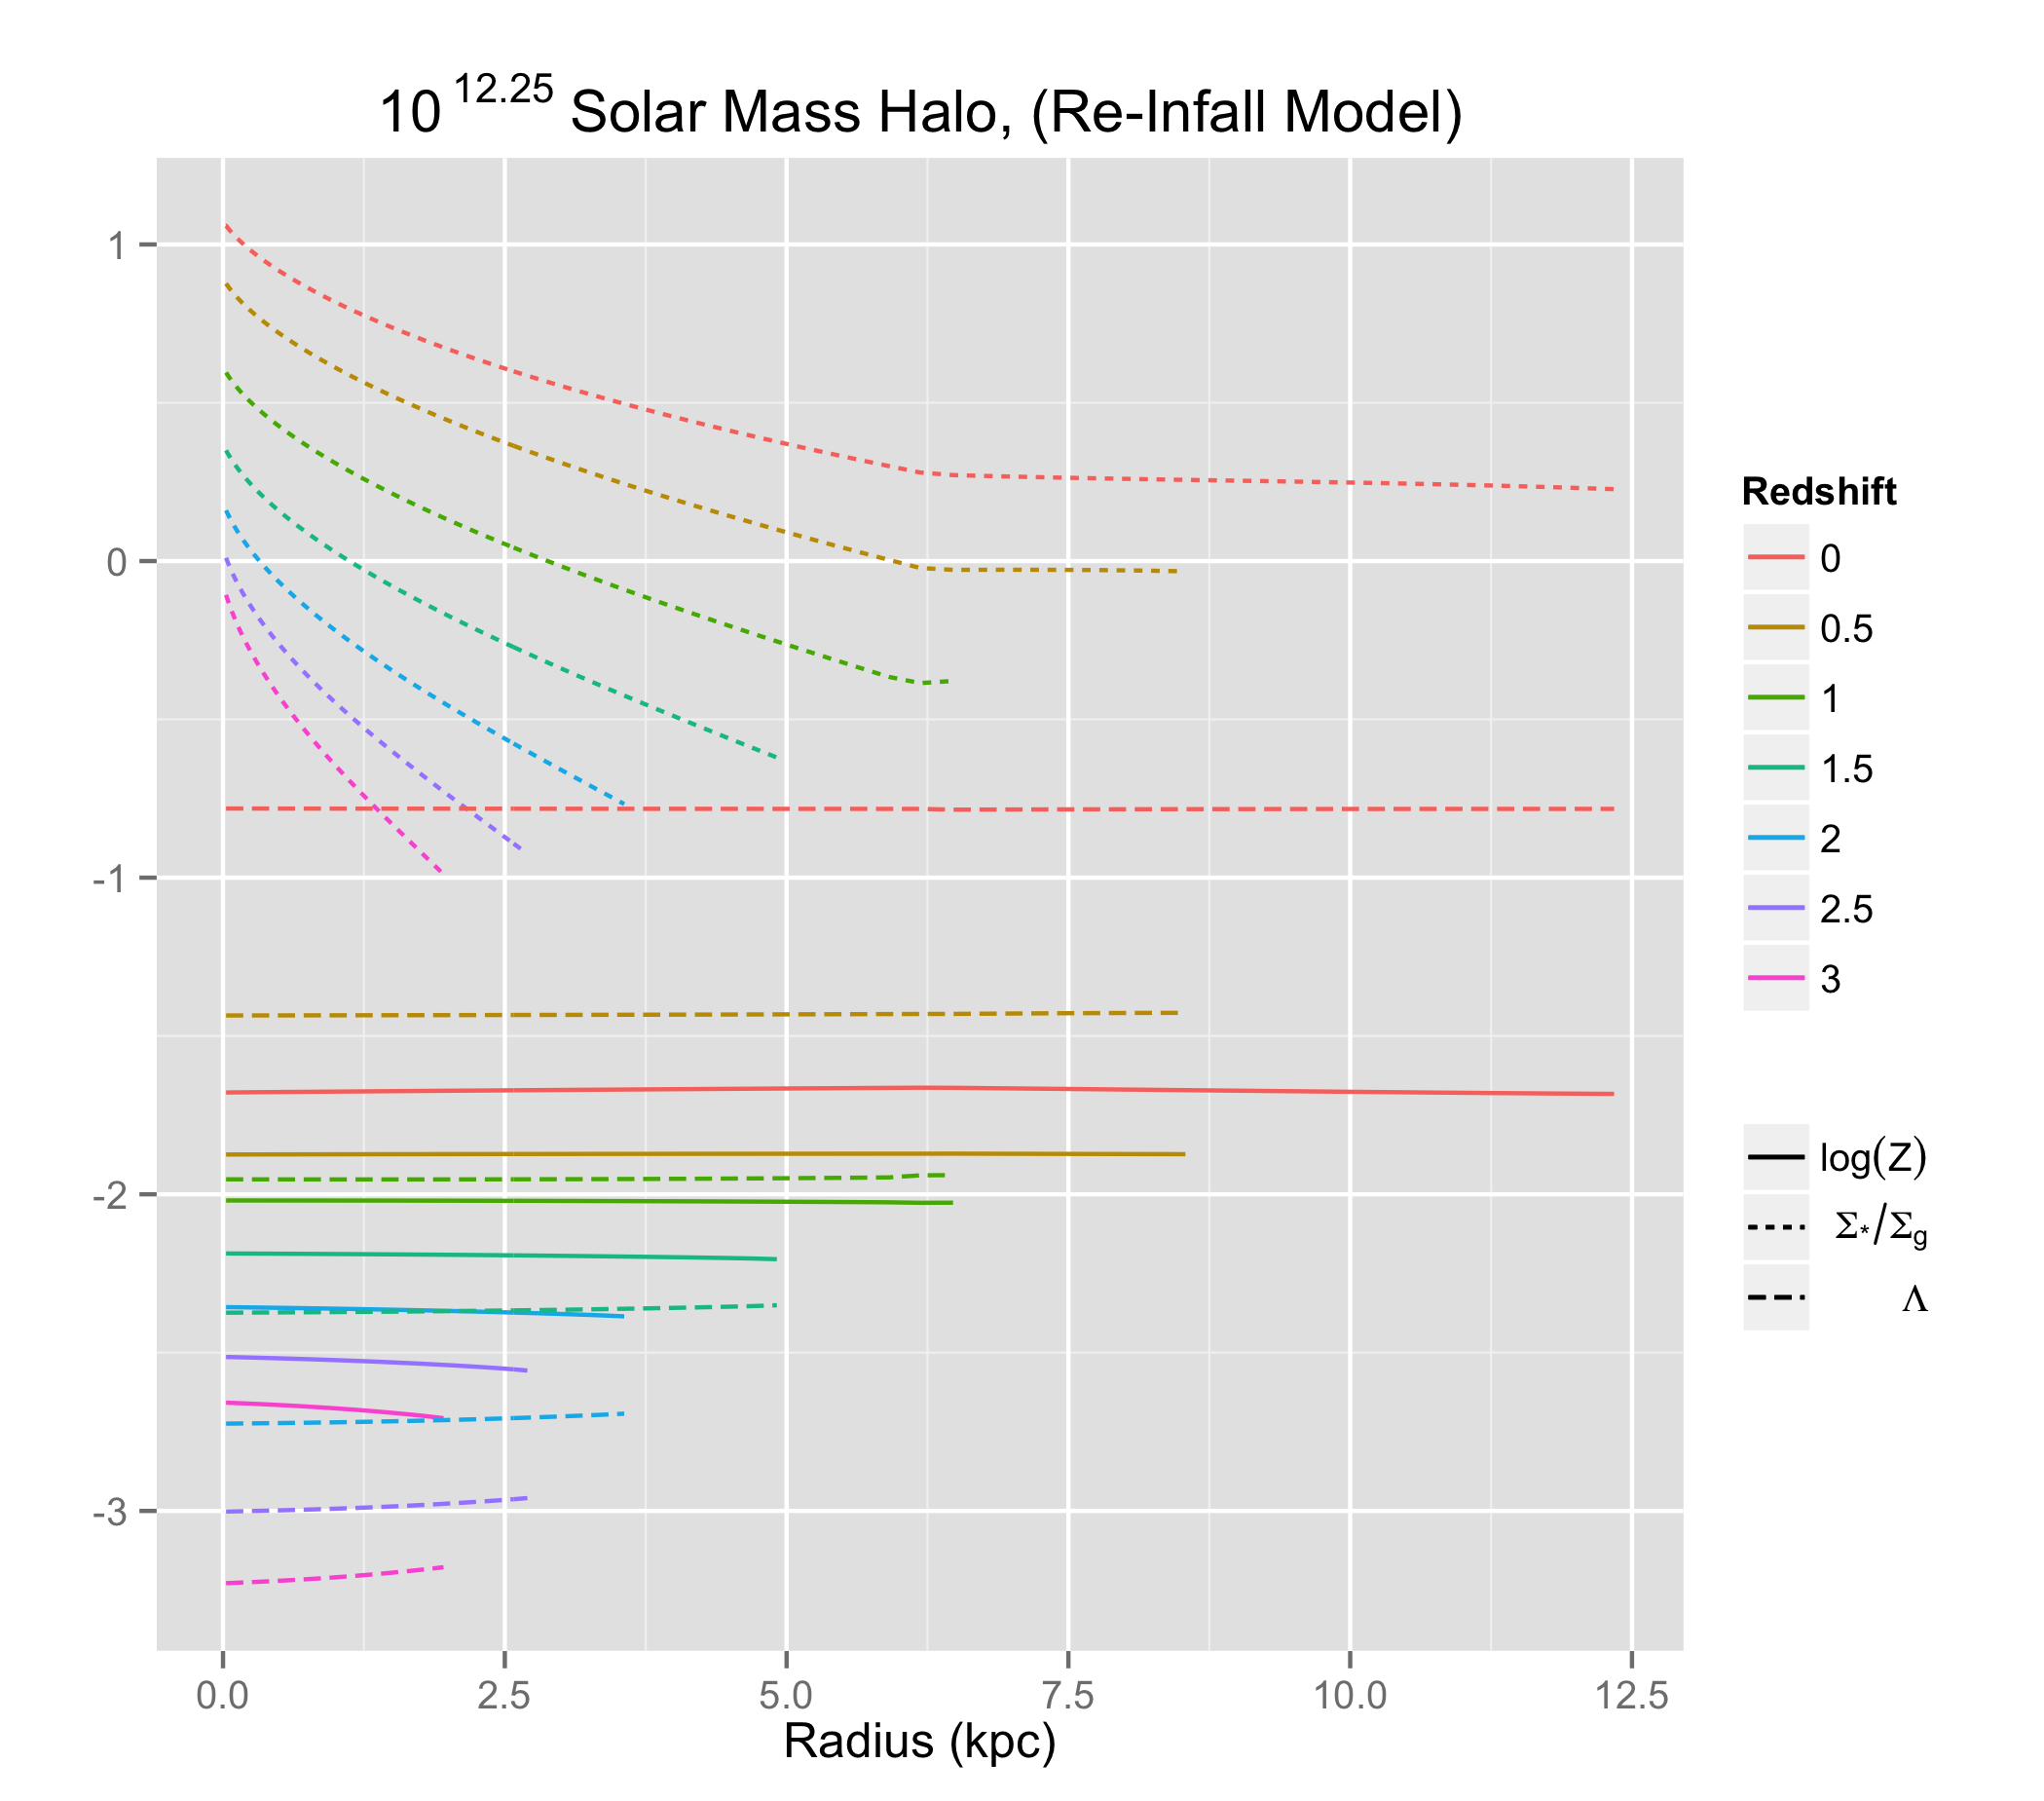 10 12.25 Solar Mass Halo, (Re-Infall Model)
1
0
-1
-2
-3
0.0 2.5 5.0 7.5 10.0 12.5
Radius (kpc)
Redshift
0
0.5
1
1.5
2
2.5
3
log(Z)
Σ*/Σg
Λ